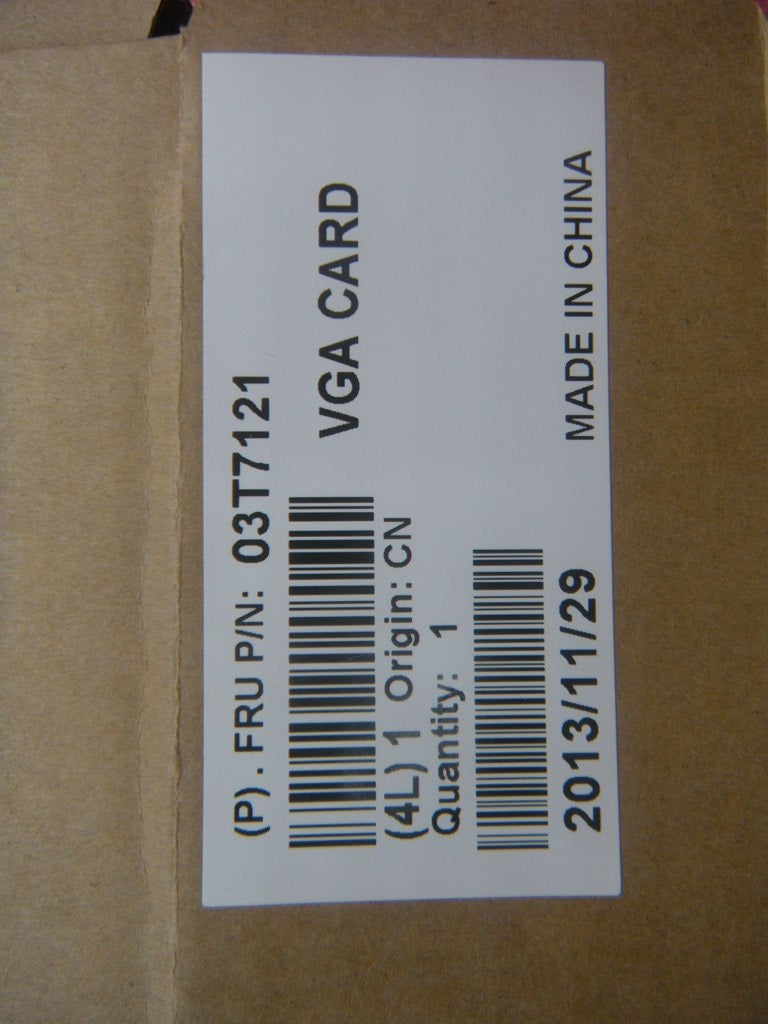 (P). FRU P/N: 03T7121
VGA CARD
(4L) 1 Origin: CN
Quantity: 1
2013/11/29
MADE IN CHINA